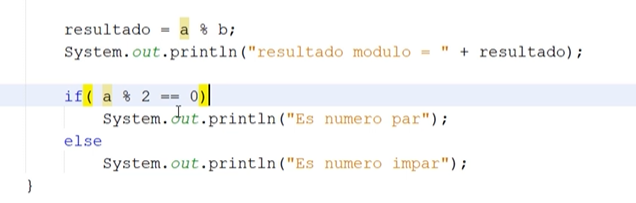 resultado = a % b;
System.out.println("resultado modulo = " + resultado);
if( a % 2 == 0)
System.out.println("Es numero par");
else
System.out.println("Es numero impar");
}